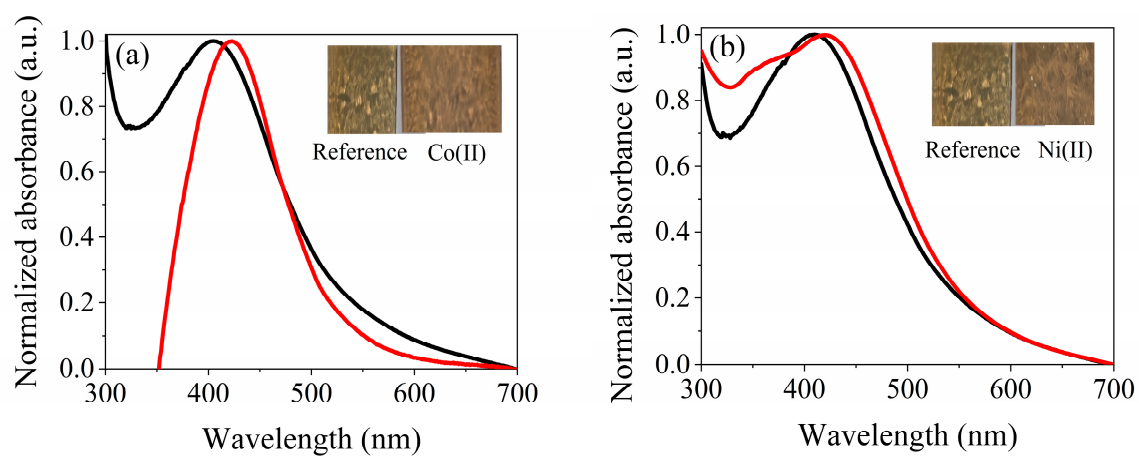 (a)
Normalized absorbance (a.u.)
1.0
0.8
0.6
0.4
0.2
0.0
Reference Co(II)
300 400 500 600 700
Wavelength (nm)
(b)
Normalized absorbance (a.u.)
1.0
0.8
0.6
0.4
0.2
0.0
Reference Ni(II)
300 400 500 600 700
Wavelength (nm)